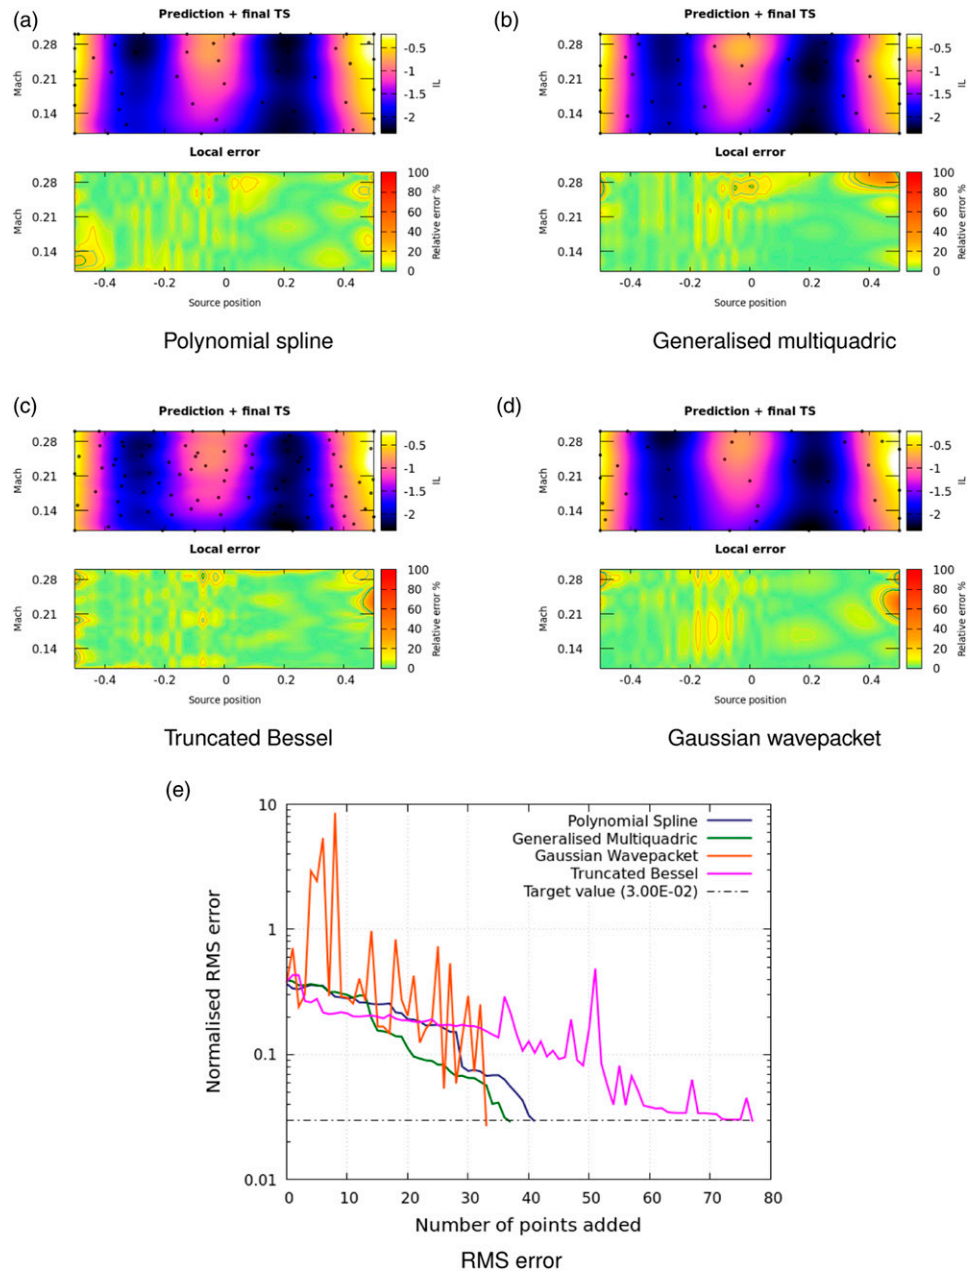 (a)
Prediction + final TS
0.28
0.21
0.14
Mach
-0.5
-1
-1.5
-2
IL
Local error
0.28
0.21
0.14
Mach
100
80
60
40
20
0
Relative error %
-0.4 -0.2 0 0.2 0.4
Source position
Polynomial spline
(b)
Prediction + final TS
0.28
0.21
0.14
Mach
-0.5
-1
-1.5
-2
IL
Local error
0.28
0.21
0.14
Mach
100
80
60
40
20
0
Relative error %
-0.4 -0.2 0 0.2 0.4
Source position
Generalised multiquadric
(c)
Prediction + final TS
0.28
0.21
0.14
Mach
-0.5
-1
-1.5
-2
IL
Local error
0.28
0.21
0.14
Mach
100
80
60
40
20
0
Relative error %
-0.4 -0.2 0 0.2 0.4
Source position
Truncated Bessel
(d)
Prediction + final TS
0.28
0.21
0.14
Mach
-0.5
-1
-1.5
-2
IL
Local error
0.28
0.21
0.14
Mach
100
80
60
40
20
0
Relative error %
-0.4 -0.2 0 0.2 0.4
Source position
Gaussian wavepacket
(e)
10
1
0.1
0.01
Normalised RMS error
Polynomial Spline
Generalised Multiquadric
Gaussian Wavepacket
Truncated Bessel
Target value (3.00E-02)
0 10 20 30 40 50 60 70 80
Number of points added
RMS error